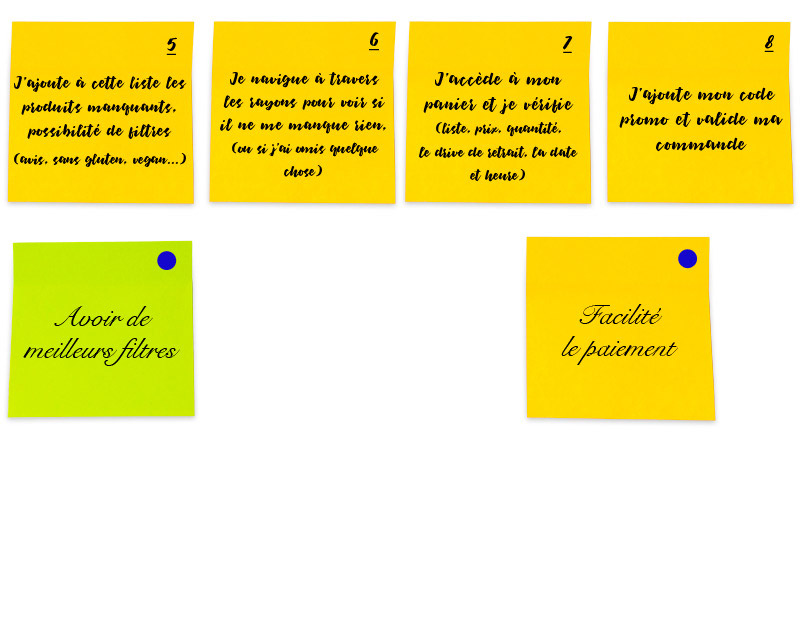 5
J'ajoute à cette liste les
produits manquants,
possibilité de filtres
(avis, sans gluten, vegan...)
6
Je navigue à travers
les rayons pour voir si
il ne me manque rien,
(ou si j'ai omis quelque
chose)
7
J'accède à mon
panier et je vérifie
(liste, prix, quantité,
le drive de retrait, la date
et heure)
8
J'ajoute mon code
promo et valide ma
commande
Avoir de
meilleurs filtres
Facilité
le paiement